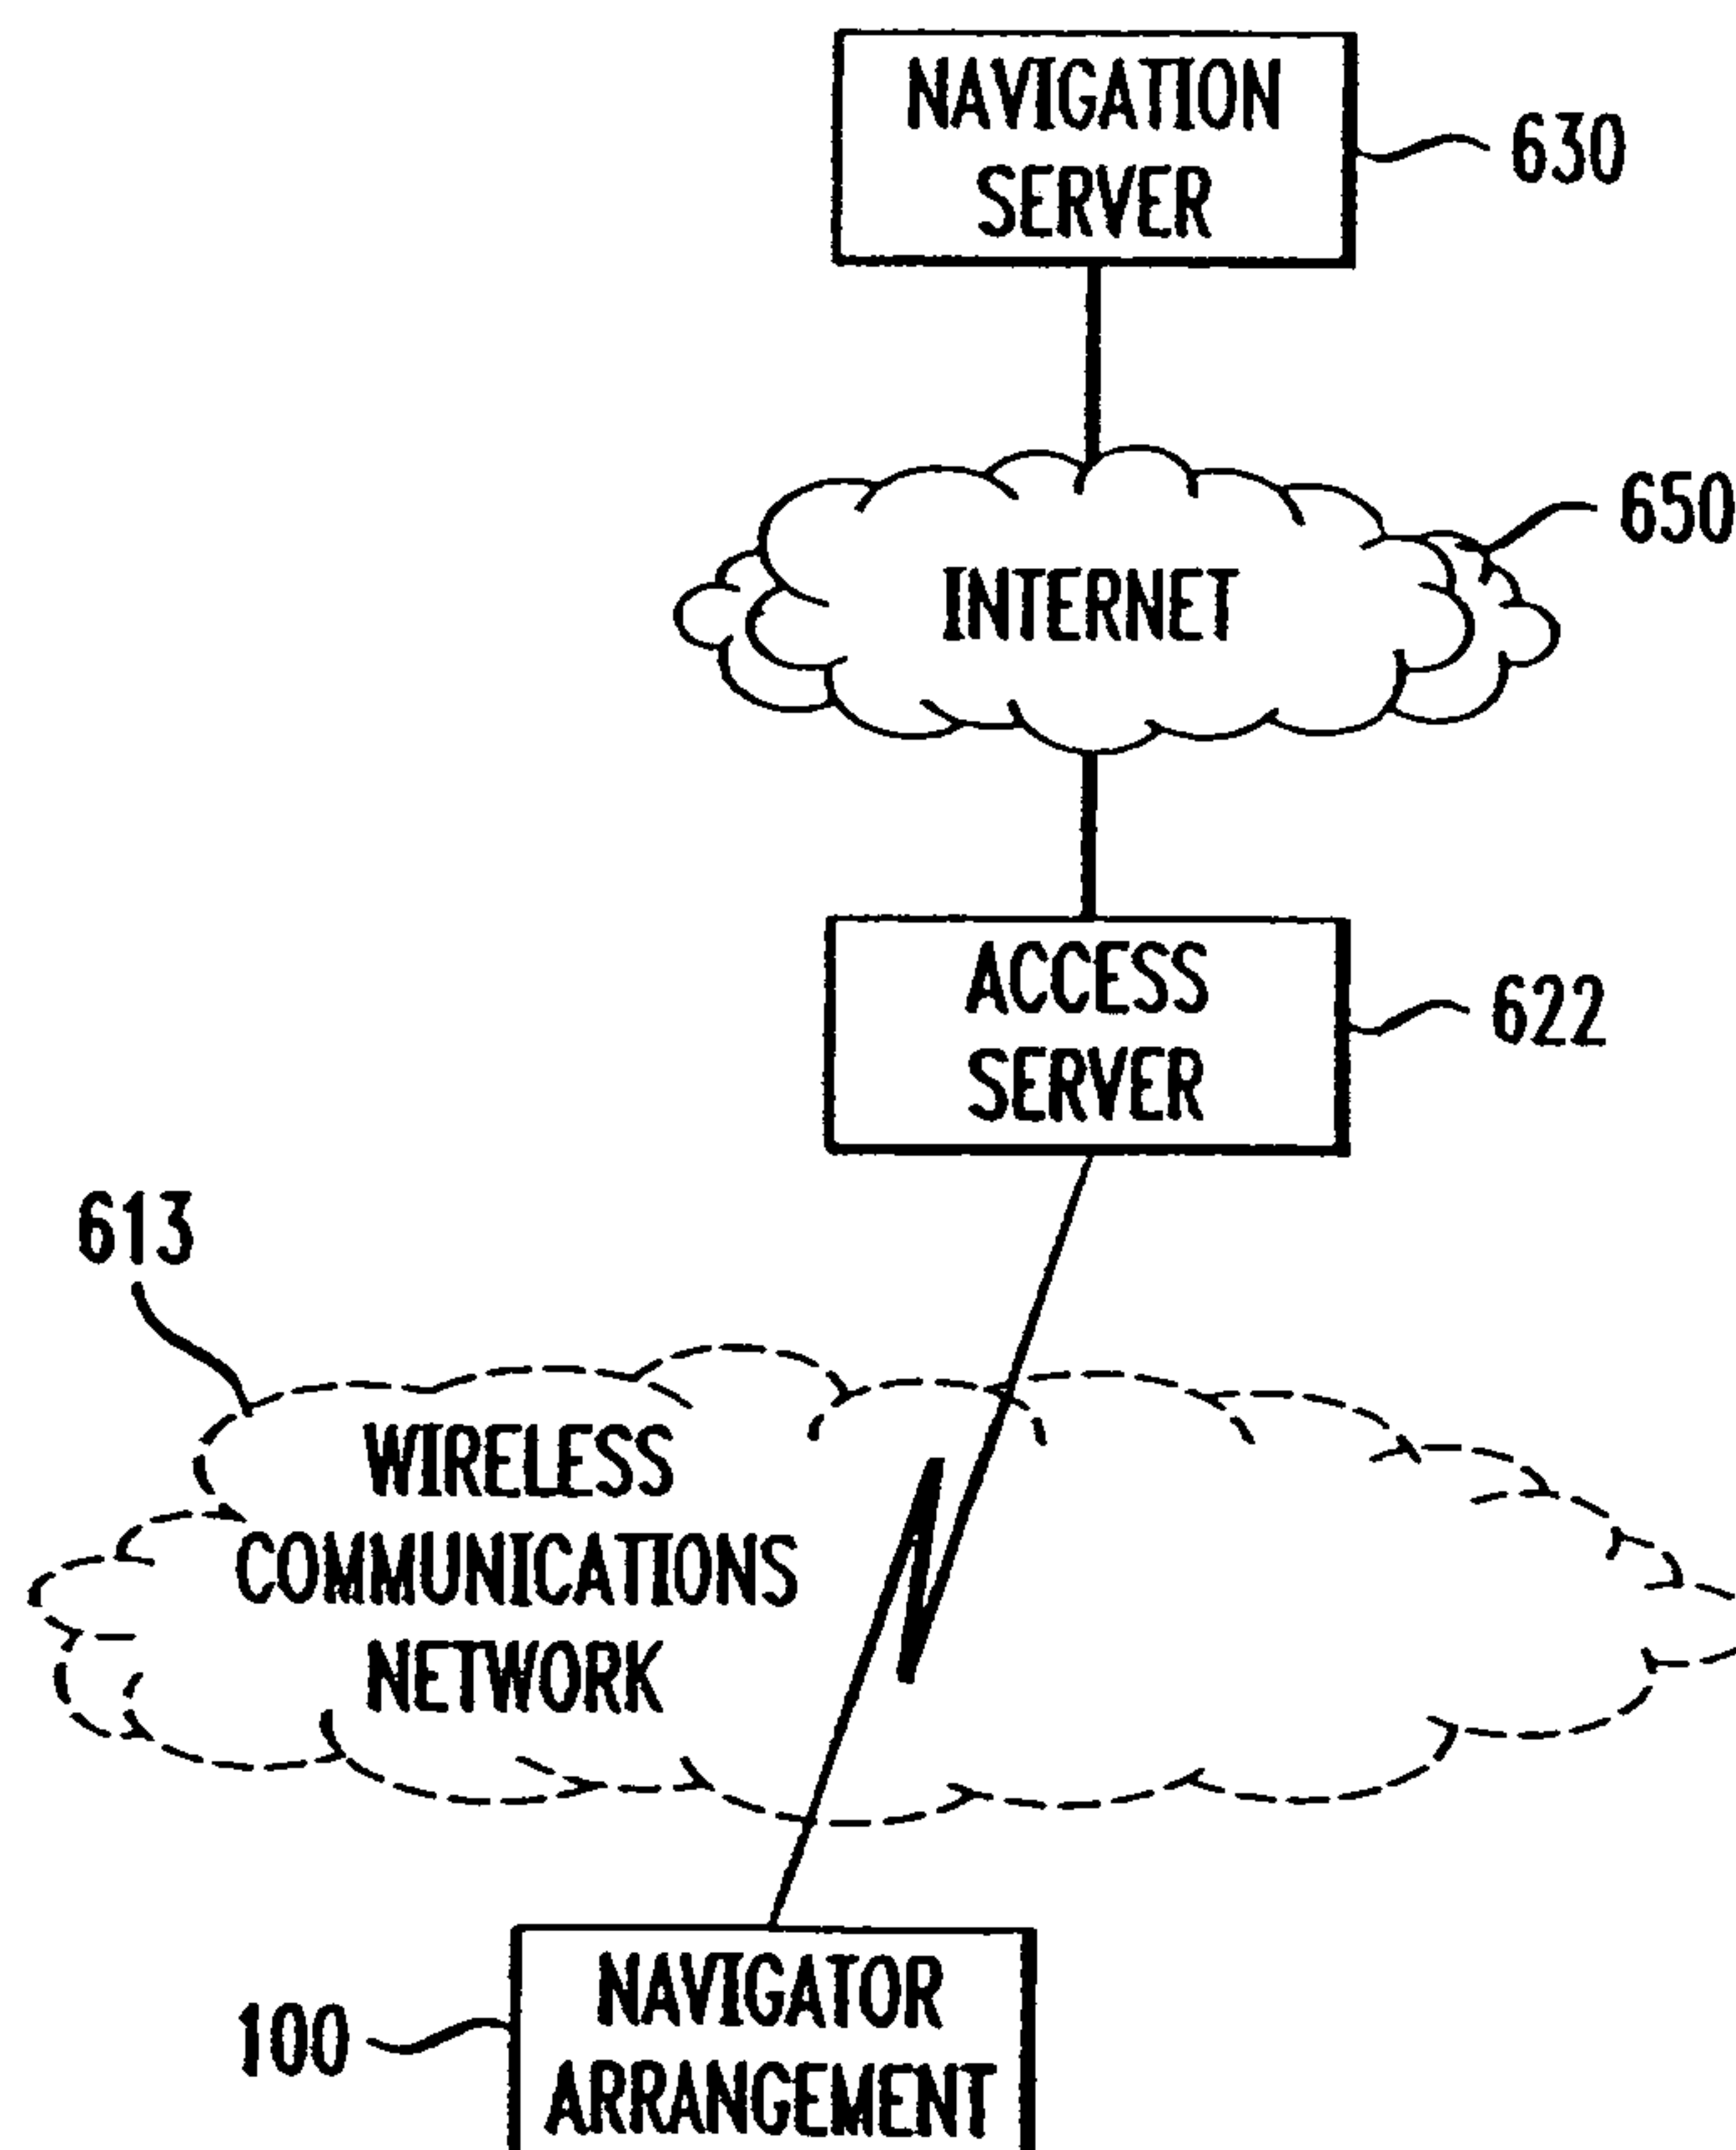 NAVIGATION
SERVER
630
650
INTERNET
ACCESS
SERVER
622
613
WIRELESS
COMMUNICATIONS
NETWORK
NAVIGATOR
100
ARRANGEMENT